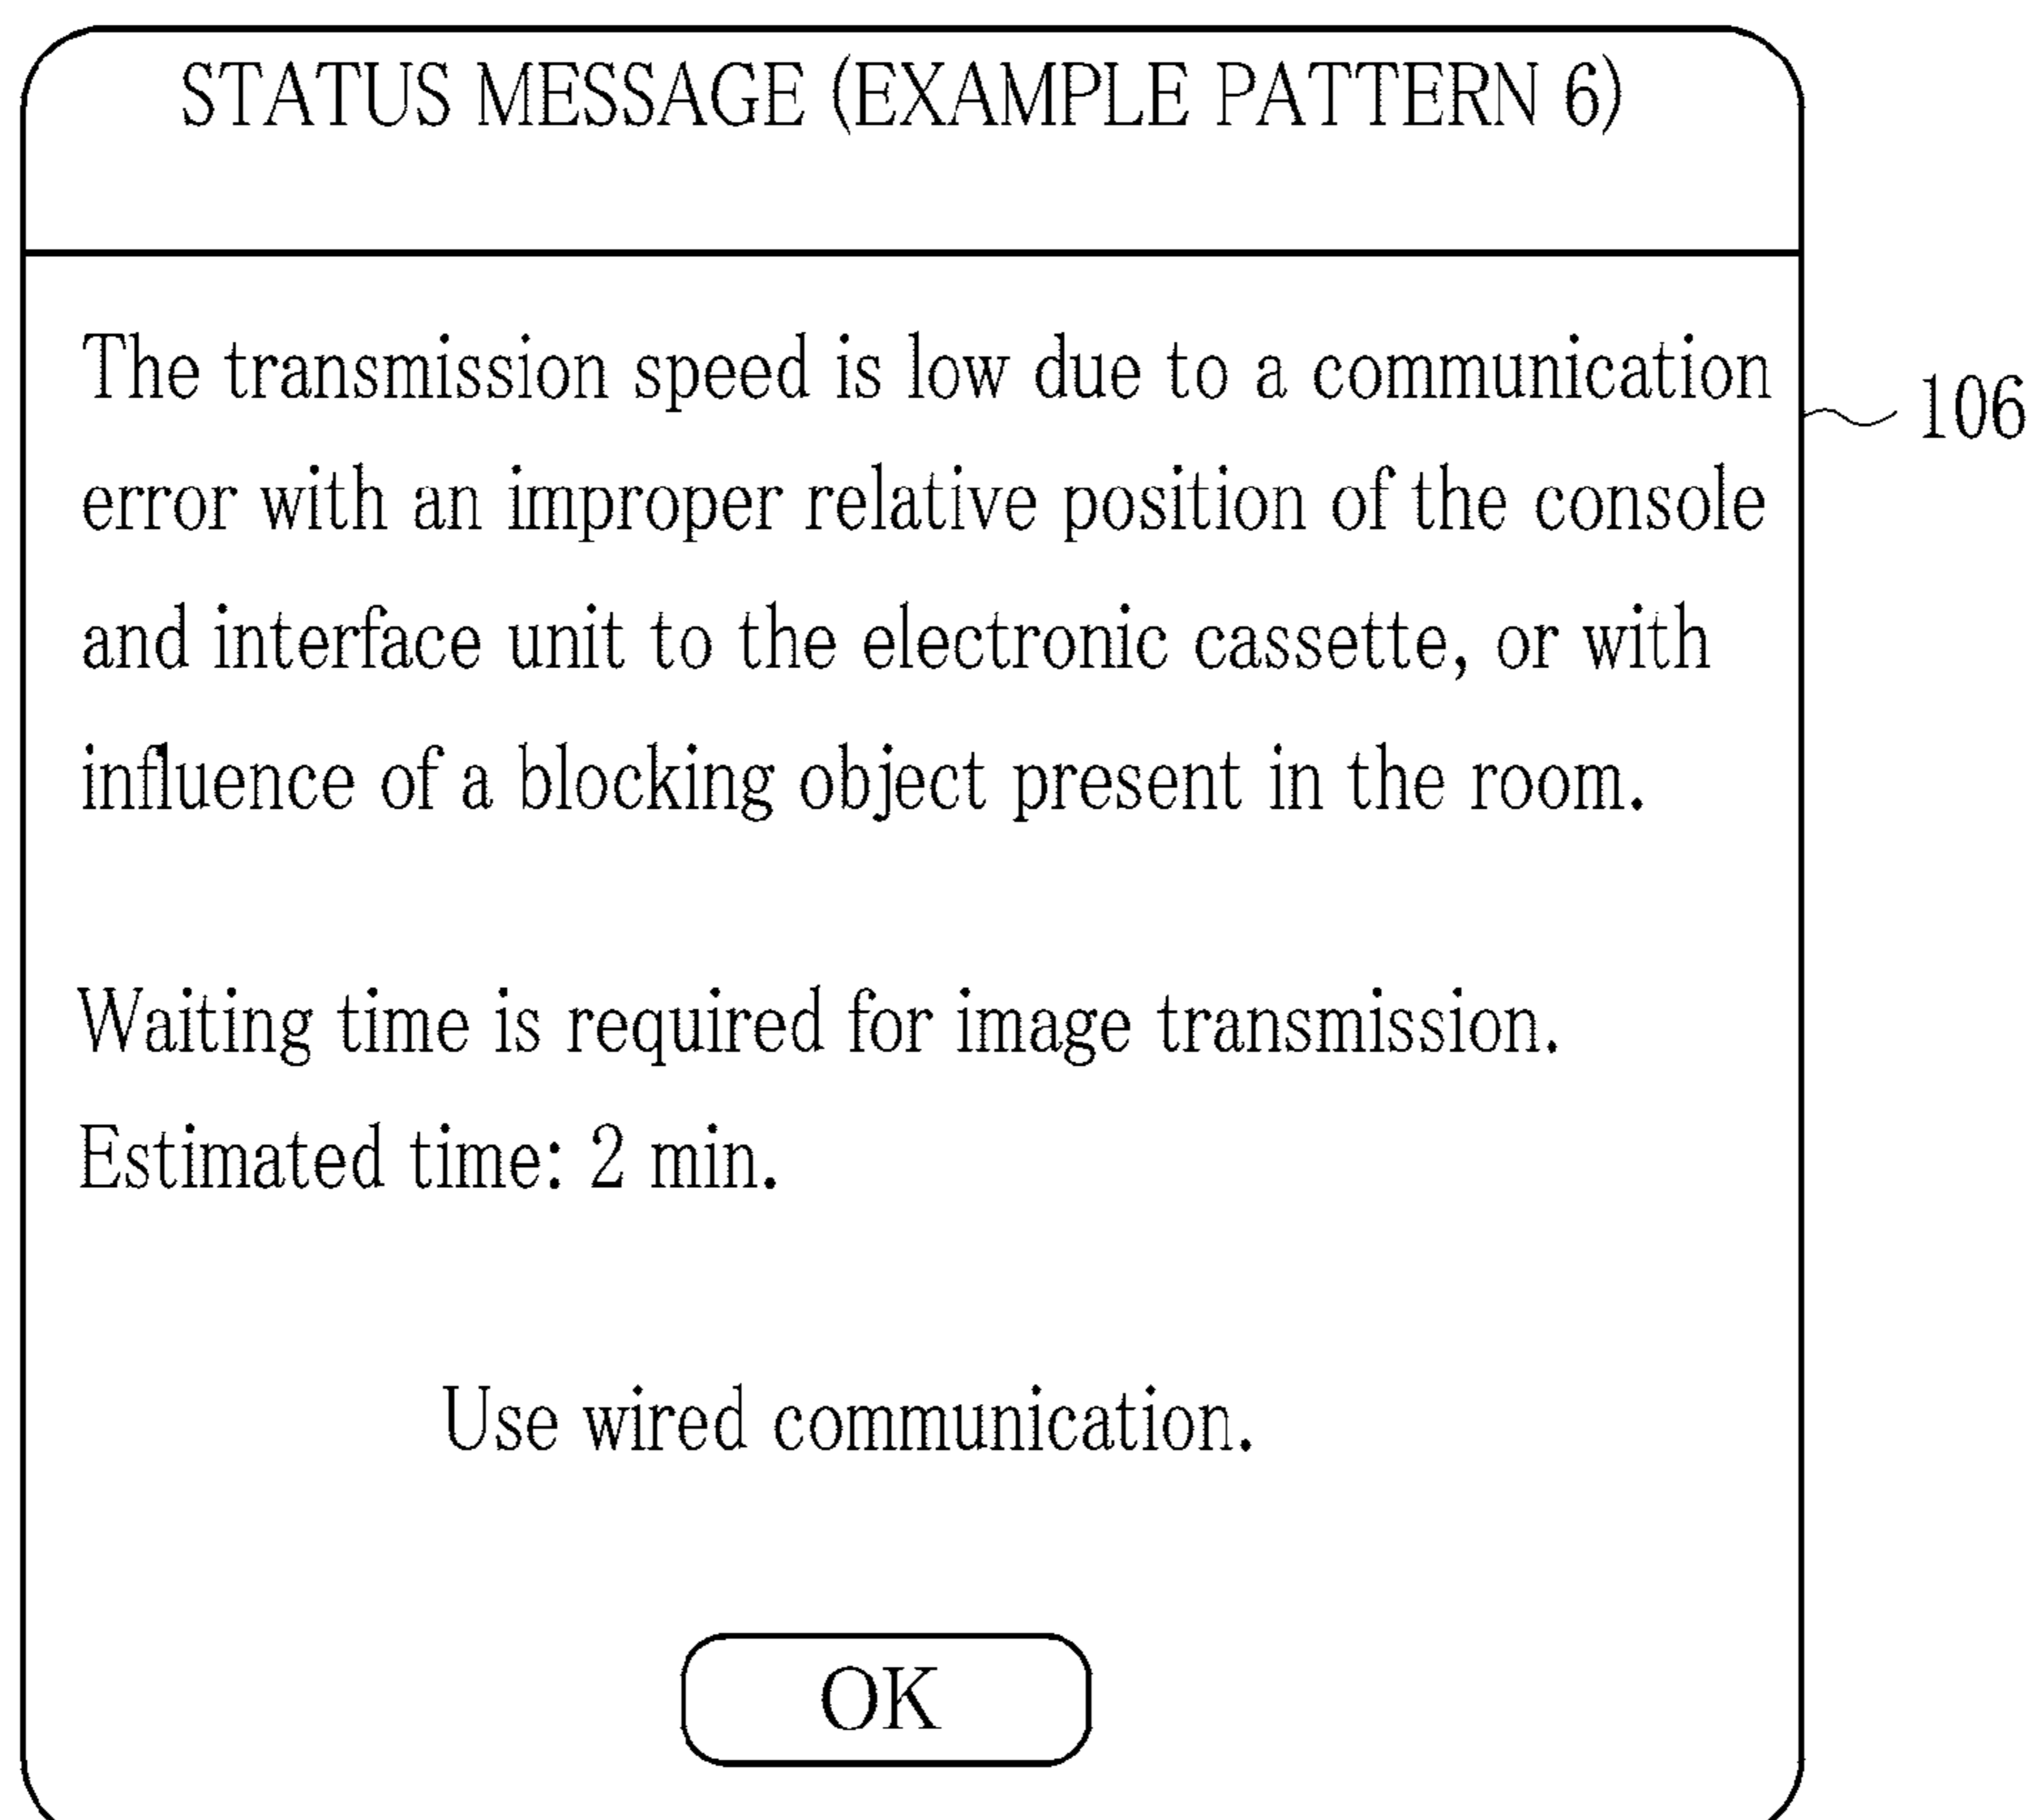 STATUS MESSAGE (EXAMPLE PATTERN 6)
The transmission speed is low due to a communication
106
error with an improper relative position of the console
and interface unit to the electronic cassette, or with
influence of a blocking object present in the room.
Waiting time is required for image transmission.
Estimated time: 2 min.
Use wired communication.
OK